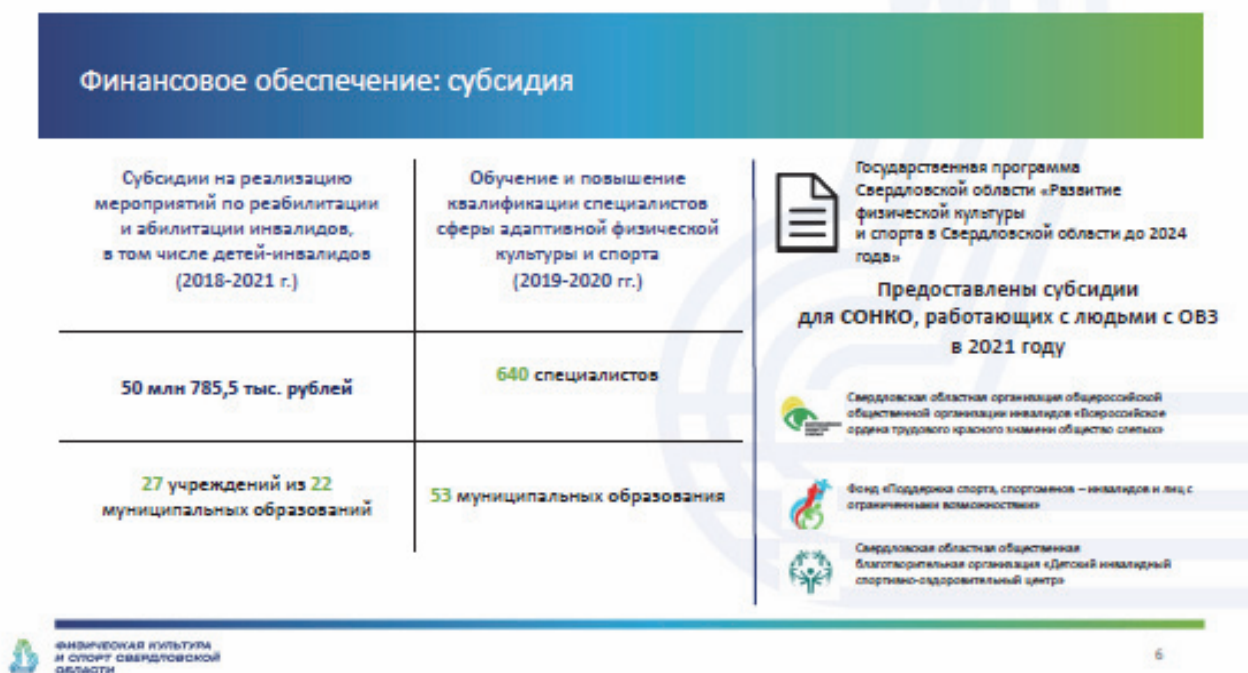 Финансовое обеспечение: субсидия
Субсидии на реализацию
мероприятий по реабилитации
и абилитации инвалидов,
в том числе детей-инвалидов
(2018-2021 г.)
50 млн 785,5 тыс. рублей
27 учреждений из 22
муниципальных образований
Обучение и повышение
квалификации специалистов
сферы адаптивной физической
культуры и спорта
(2019-2020 гг.)
640 специалистов
53 муниципальных образования
Государственная программа
Свердловской области «Развитие
физической культуры
и спорта в Свердловской области до 2024
года»
Предоставлены субсидии
для СОНКО, работающих с людьми с ОВЗ
в 2021 году
Свердловская областная организация общероссийской
общественной организации инвалидов «Всероссийское
ордена трудового красного знамени общество слепых»
Фонд «Поддержка спорта, спортсменов – инвалидов и лиц с
ограниченными возможностями»
Свердловская областная общественная
благотворительная организация «Детский инвалидный
спортивно-оздоровительный центр»
ФИЗИЧЕСКАЯ КУЛЬТУРА
И СПОРТ СВЕРДЛОВСКОЙ
ОБЛАСТИ
6